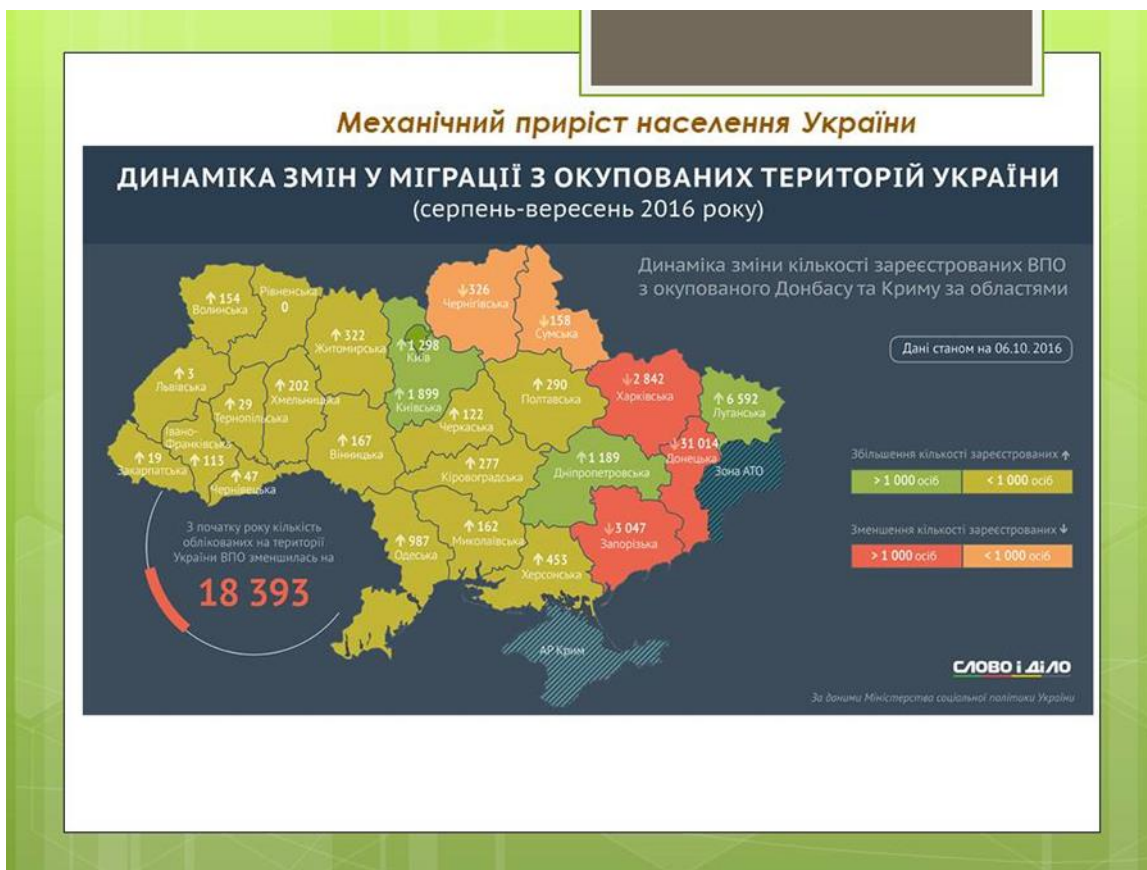 Механічний приріст населення України
ДИНАМІКА ЗМІН У МІГРАЦІЇ З ОКУПОВАНИХ ТЕРИТОРІЙ УКРАЇНИ
(серпень-вересень 2016 року)
Динаміка зміни кількості зареєстрованих ВПО
з окупованого Донбасу та Криму за областями
Дані станом на 06.10. 2016
↑ 154
Волинська
Рівненська
0
↑ 322
Житомирська
↑ 1 298
Київ
↑ 1 899
Київська
↓326
Чернігівська
↓158
Сумська
↑ 3
Львівська
↑ 29
Тернопільська
↑ 202
Хмельницька
Івано-
Франківська
↑ 113
↑ 19
Закарпатська
↑ 47
Чернівецька
↑ 167
Вінницька
↑ 122
Черкаська
↑ 290
Полтавська
↓2 842
Харківська
↑ 6 592
Луганська
↓31 014
Донецька
Зона АТО
↑ 277
Кіровоградська
↑1 189
Дніпропетровська
↓3 047
Запорізька
↑ 987
Одеська
↑ 162
Миколаївська
↑ 453
Херсонська
АР Крим
Збільшення кількості зареєстрованих ↑
> 1 000 осіб
< 1 000 осіб
Зменшення кількості зареєстрованих ↓
> 1 000 осіб
< 1 000 осіб
З початку року кількість
облікованих на території
України ВПО зменшилась на
18 393
СЛОВО і ДІЛО
За даними Міністерства соціальної політики України